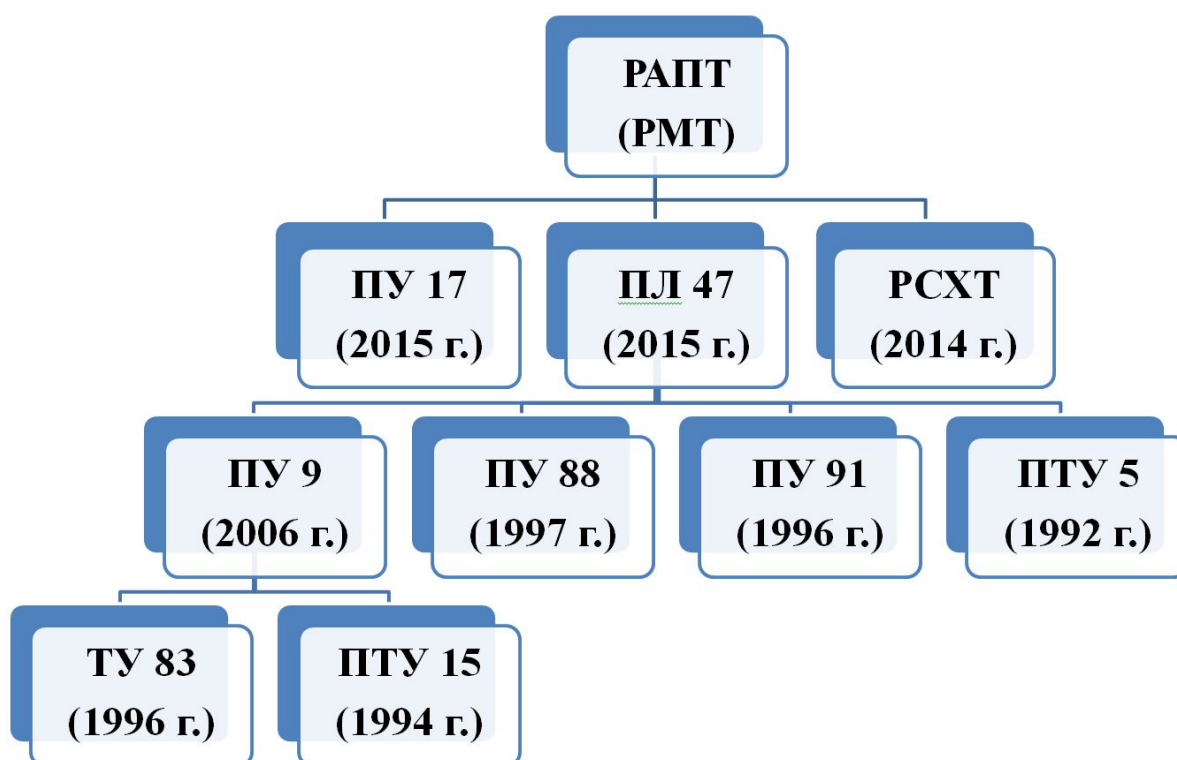 РАПТ
(РМТ)
ПУ 17
(2015 г.)
ПЛ 47
(2015 г.)
РСХТ
(2014 г.)
ПУ 9
(2006 г.)
ПУ 88
(1997 г.)
ПУ 91
(1996 г.)
ПТУ 5
(1992 г.)
ТУ 83
(1996 г.)
ПТУ 15
(1994 г.)